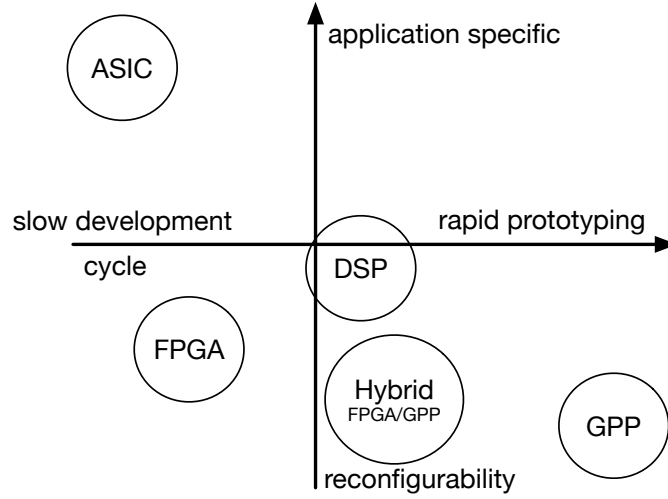 application specific
ASIC
slow development
cycle
rapid prototyping
DSP
FPGA
Hybrid
FPGA/GPP
GPP
reconfigurability